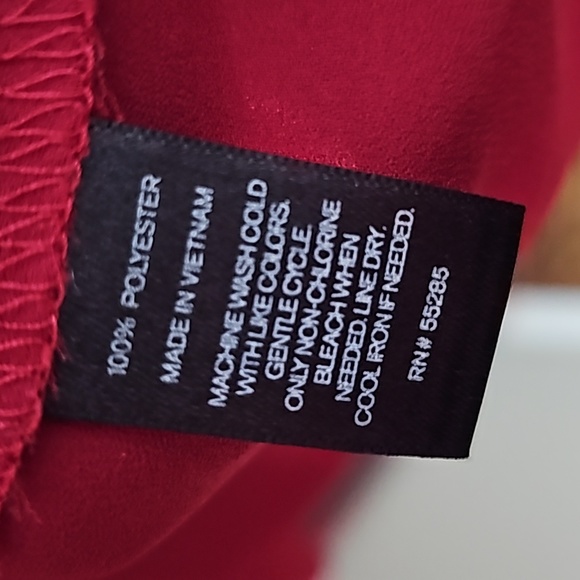 100% POLYESTER
MADE IN VIETNAM
MACHINE WASH COLD
WITH LIKE COLORS.
GENTLE CYCLE.
ONLY NON-CHLORINE
BLEACH WHEN
NEEDED. LINE DRY.
COOL IRON IF NEEDED.
RN# 55285